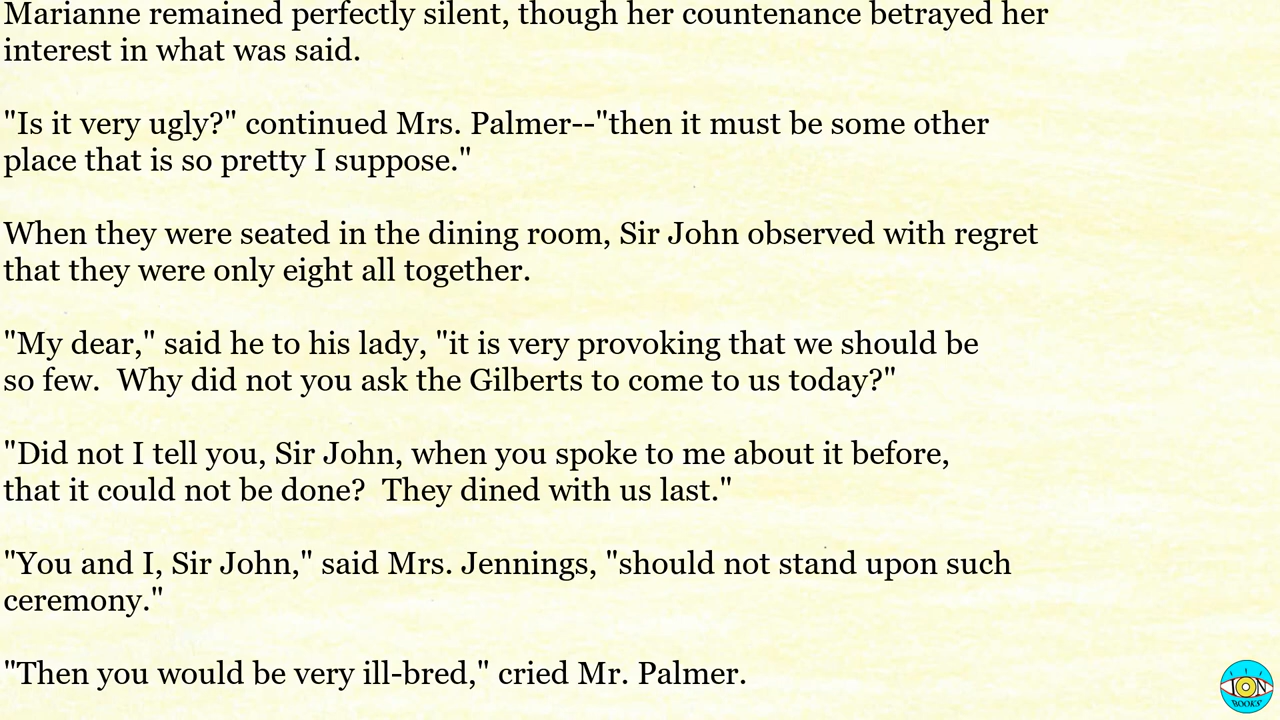 Marianne remained perfectly silent, though her countenance betrayed her
interest in what was said.
"Is it very ugly?" continued Mrs. Palmer--"then it must be some other
place that is so pretty I suppose."
When they were seated in the dining room, Sir John observed with regret
that they were only eight all together.
"My dear," said he to his lady, "it is very provoking that we should be
so few.  Why did not you ask the Gilberts to come to us today?"
"Did not I tell you, Sir John, when you spoke to me about it before,
that it could not be done?  They dined with us last."
"You and I, Sir John," said Mrs. Jennings, "should not stand upon such
ceremony."
"Then you would be very ill-bred," cried Mr. Palmer.
ION
BOOKS